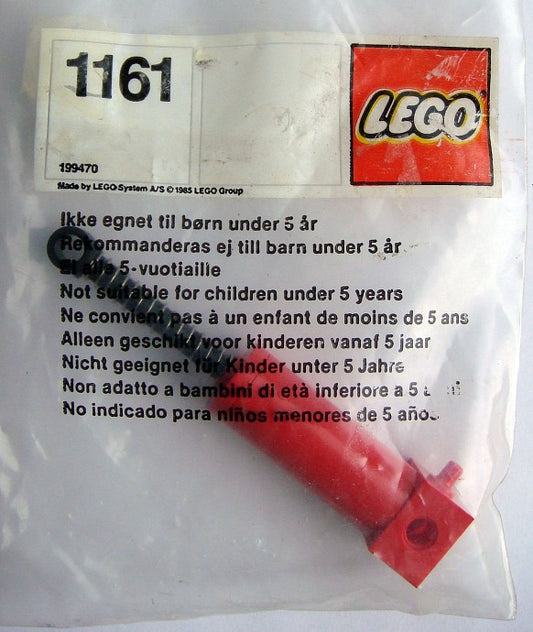 1161
LEGO
199470
Made by LEGO System A/S © 1985 LEGO Group
Ikke egnet til børn under 5 år
Rekommanderas ej till barn under 5 år
Ei alle 5-vuotiaille
Not suitable for children under 5 years
Ne convient pas à un enfant de moins de 5 ans
Alleen geschikt voor kinderen vanaf 5 jaar
Nicht geeignet für Kinder unter 5 Jahre
Non adatto a bambini di età inferiore a 5
No indicado para niños menores de 5 años